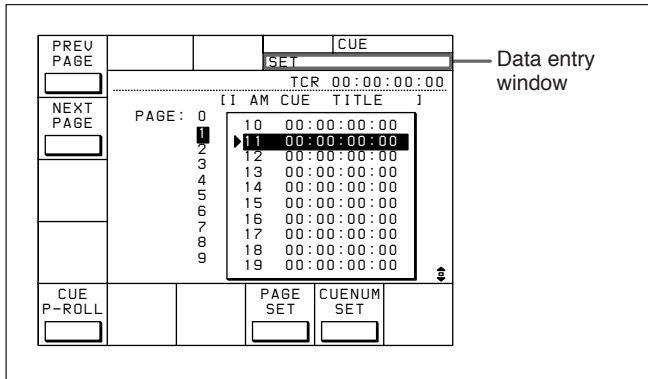 PREV
PAGE
CUE
SET
Data entry
window
TCR 00:00:00:00
NEXT
PAGE
[I AM CUE TITLE ]
PAGE: 0
1
2
3
4
5
6
7
8
9
10 00:00:00:00
11 00:00:00:00
12 00:00:00:00
13 00:00:00:00
14 00:00:00:00
15 00:00:00:00
16 00:00:00:00
17 00:00:00:00
18 00:00:00:00
19 00:00:00:00
CUE
P-ROLL
PAGE
SET
CUENUM
SET